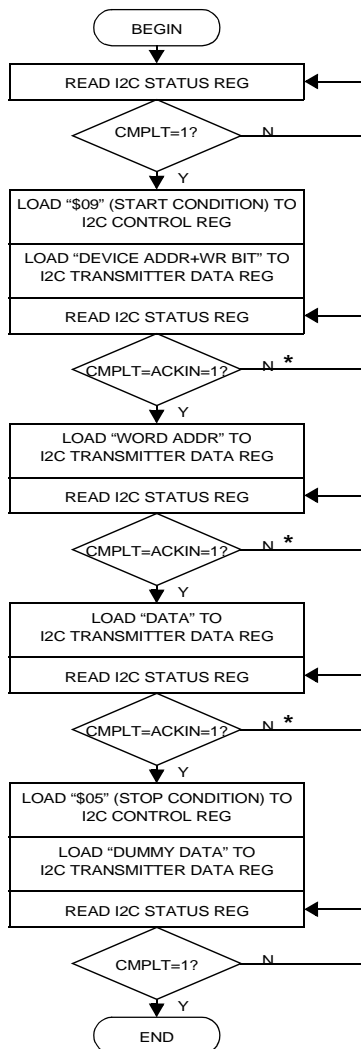 BEGIN
READ I2C STATUS REG
CMPLT=1?
N
Y
LOAD “$09” (START CONDITION) TO
I2C CONTROL REG
LOAD “DEVICE ADDR+WR BIT” TO
I2C TRANSMITTER DATA REG
READ I2C STATUS REG
CMPLT=ACKIN=1?
N *
Y
LOAD “WORD ADDR” TO
I2C TRANSMITTER DATA REG
READ I2C STATUS REG
CMPLT=ACKIN=1?
N *
Y
LOAD “DATA” TO
I2C TRANSMITTER DATA REG
READ I2C STATUS REG
CMPLT=ACKIN=1?
N *
Y
LOAD “$05” (STOP CONDITION) TO
I2C CONTROL REG
LOAD “DUMMY DATA” TO
I2C TRANSMITTER DATA REG
READ I2C STATUS REG
CMPLT=1?
N
Y
END